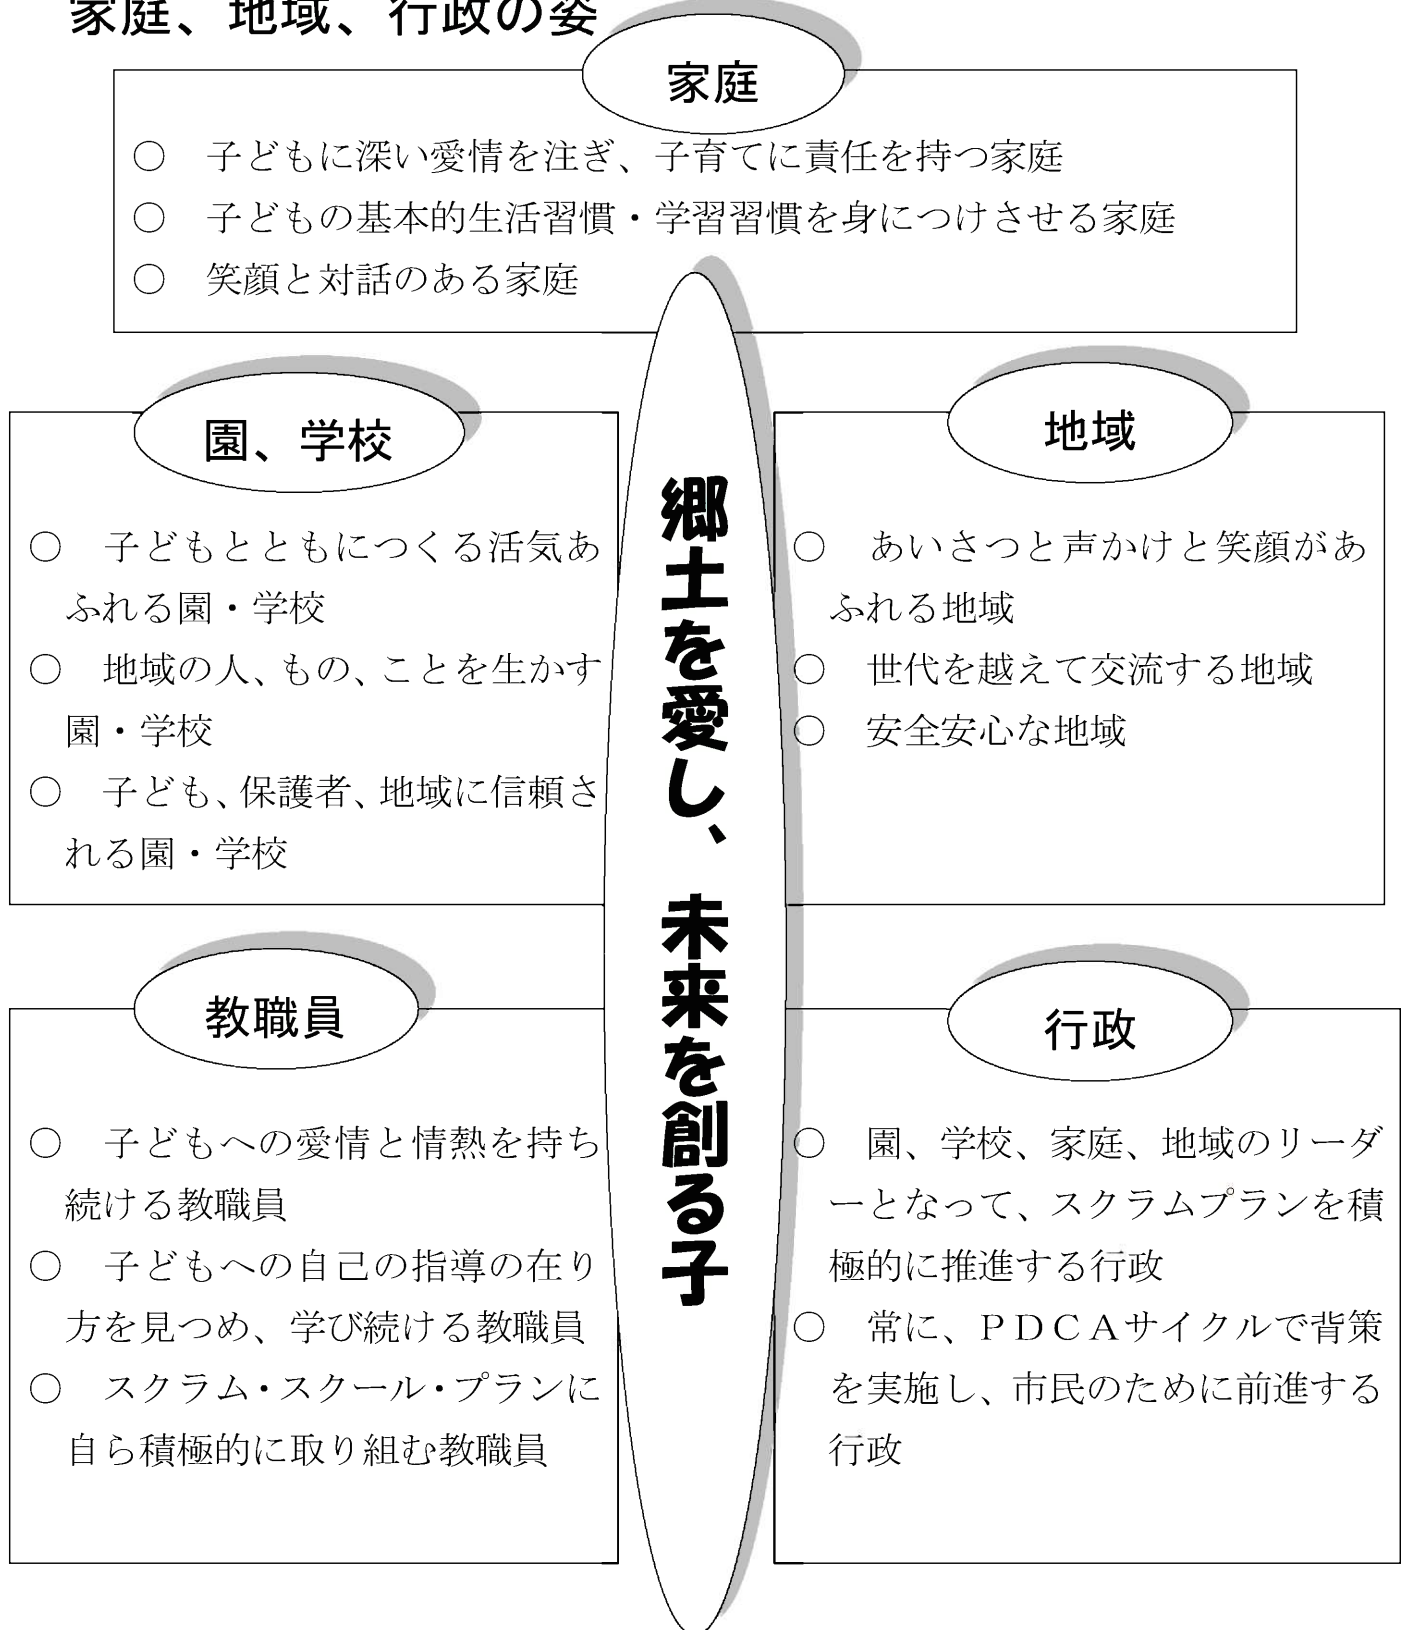 家庭、地域、行政の姿
家庭
○　子どもに深い愛情を注ぎ、子育てに責任を持つ家庭
○　子どもの基本的生活習慣・学習習慣を身につけさせる家庭
○　笑顔と対話のある家庭
園、学校
○　子どもとともにつくる活気あ
ふれる園・学校
○　地域の人、もの、ことを生かす
園・学校
○　子ども、保護者、地域に信頼さ
れる園・学校
地域
○　あいさつと声かけと笑顔があ
ふれる地域
○　世代を越えて交流する地域
○　安全安心な地域
郷土を愛し、　未来を創る子
教職員
○　子どもへの愛情と情熱を持ち
続ける教職員
○　子どもへの自己の指導の在り
方を見つめ、学び続ける教職員
○　スクラム・スクール・プランに
自ら積極的に取り組む教職員
行政
○　園、学校、家庭、地域のリーダ
ーとなって、スクラムプランを積
極的に推進する行政
○　常に、ＰＤＣＡサイクルで背策
を実施し、市民のために前進する
行政